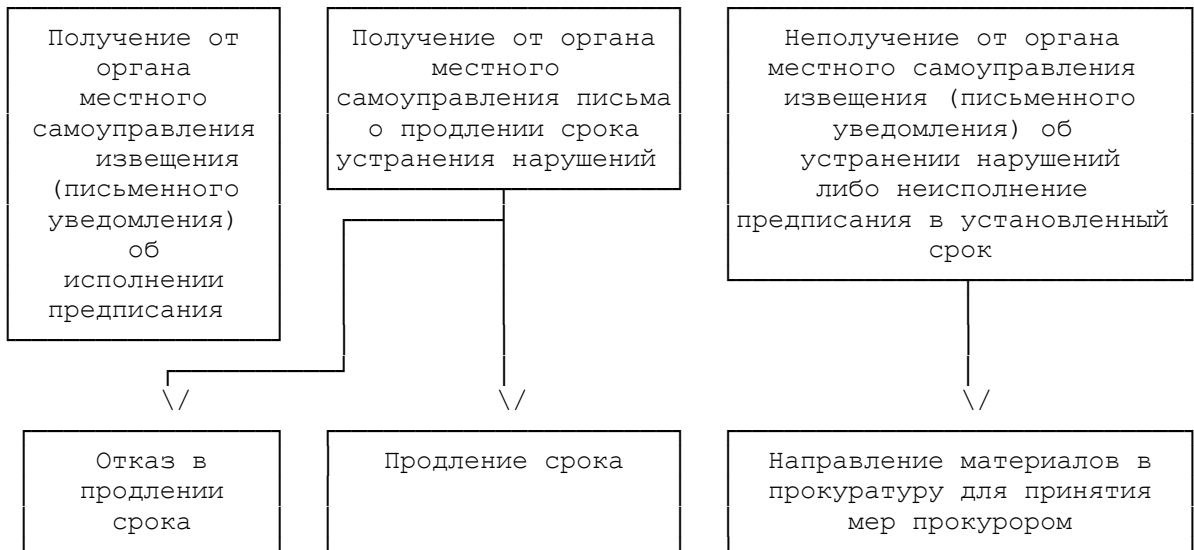 Получение от
органа
местного
самоуправления
извещения
(письменного
уведомления)
об
исполнении
предписания
Получение от органа
местного
самоуправления письма
о продлении срока
устранения нарушений
Неполучение от органа
местного самоуправления
извещения (письменного
уведомления) об
устранении нарушений
либо неисполнение
предписания в установленный
срок
\/
\/
\/
Отказ в
продлении
срока
Продление срока
Направление материалов в
прокуратуру для принятия
мер прокурором